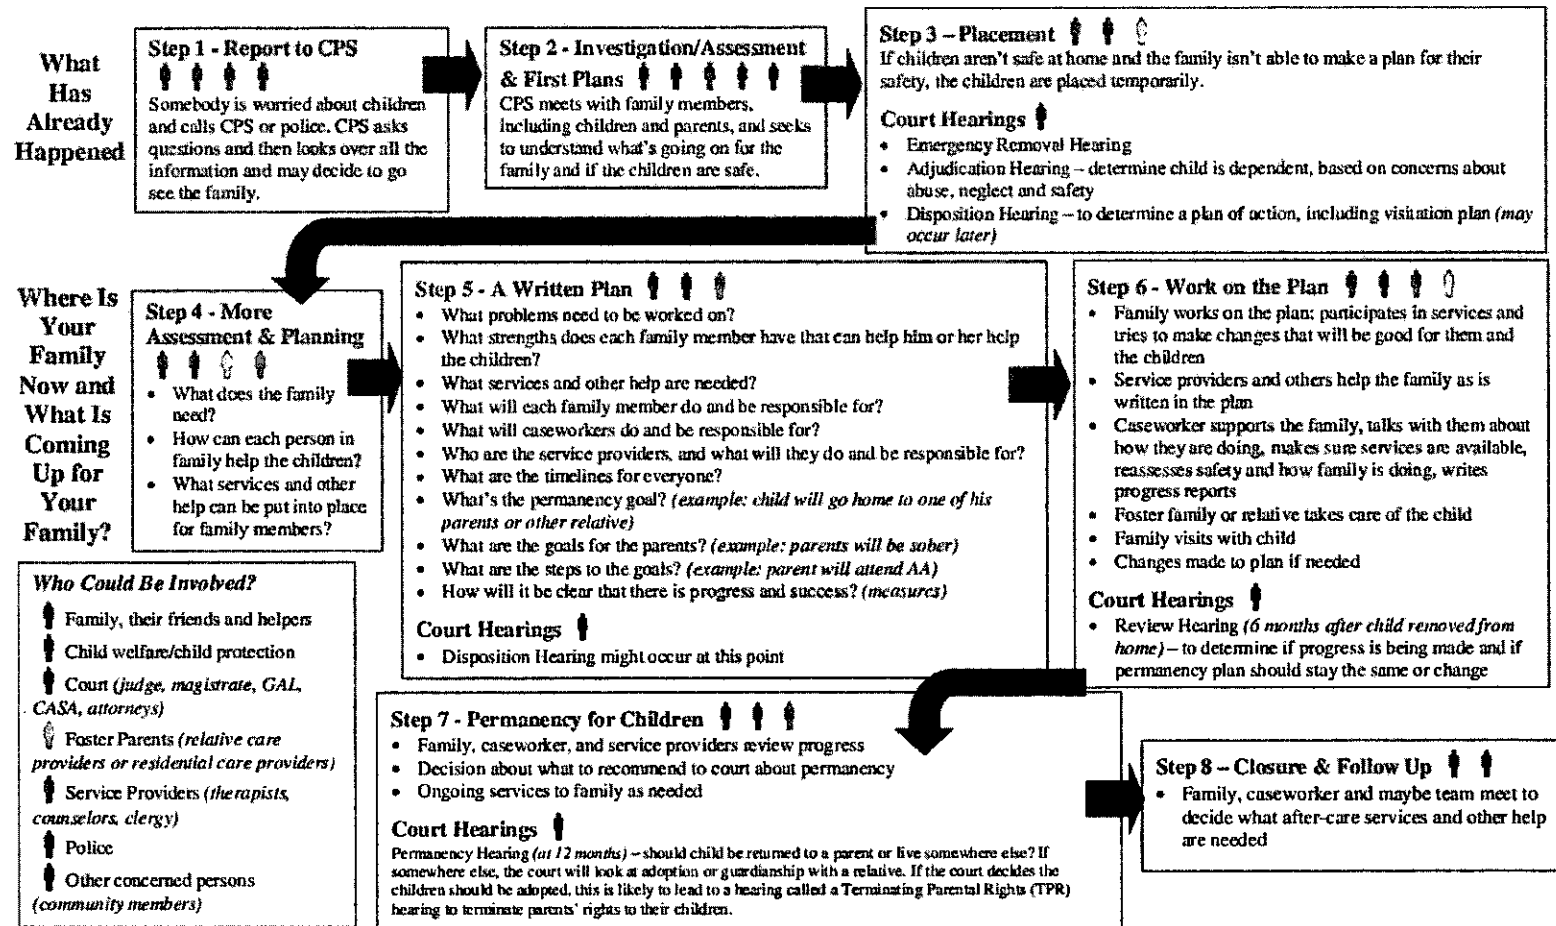 What
Has
Already
Happened
Step 1 - Report to CPS
Somebody is worried about children
and calls CPS or police. CPS asks
questions and then looks over all the
information and may decide to go
see the family.
Step 2 - Investigation/Assessment
& First Plans
CPS meets with family members,
including children and parents, and seeks
to understand what's going on for the
family and if the children are safe.
Step 3 – Placement
If children aren't safe at home and the family isn't able to make a plan for their
safety, the children are placed temporarily.
Court Hearings
• Emergency Removal Hearing
• Adjudication Hearing – determine child is dependent, based on concerns about
abuse, neglect and safety
• Disposition Hearing – to determine a plan of action, including visitation plan (may
occur later)
Where Is
Your
Family
Now and
What Is
Coming
Up for
Your
Family?
Step 4 - More
Assessment & Planning
• What does the family
need?
• How can each person in
family help the children?
• What services and other
help can be put into place
for family members?
Step 5 - A Written Plan
• What problems need to be worked on?
• What strengths does each family member have that can help him or her help
the children?
• What services and other help are needed?
• What will each family member do and be responsible for?
• What will caseworkers do and be responsible for?
• Who are the service providers, and what will they do and be responsible for?
• What are the timelines for everyone?
• What's the permanency goal? (example: child will go home to one of his
parents or other relative)
• What are the goals for the parents? (example: parents will be sober)
• What are the steps to the goals? (example: parent will attend AA)
• How will it be clear that there is progress and success? (measures)
Court Hearings
• Disposition Hearing might occur at this point
Step 6 - Work on the Plan
• Family works on the plan; participates in services and
tries to make changes that will be good for them and
the children
• Service providers and others help the family as is
written in the plan
• Caseworker supports the family, talks with them about
how they are doing, makes sure services are available,
reassesses safety and how family is doing, writes
progress reports
• Foster family or relative takes care of the child
• Family visits with child
• Changes made to plan if needed
Court Hearings
• Review Hearing (6 months after child removed from
home) – to determine if progress is being made and if
permanency plan should stay the same or change
Who Could Be Involved?
Family, their friends and helpers
Child welfare/child protection
Court (judge, magistrate, GAL,
CASA, attorneys)
Foster Parents (relative care
providers or residential care providers)
Service Providers (therapists,
counselors, clergy)
Police
Other concerned persons
(community members)
Step 7 - Permanency for Children
• Family, caseworker, and service providers review progress
• Decision about what to recommend to court about permanency
• Ongoing services to family as needed
Court Hearings
Permanency Hearing (at 12 months) – should child be returned to a parent or live somewhere else? If
somewhere else, the court will look at adoption or guardianship with a relative. If the court decides the
children should be adopted, this is likely to lead to a hearing called a Terminating Parental Rights (TPR)
hearing to terminate parents' rights to their children.
Step 8 – Closure & Follow Up
• Family, caseworker and maybe team meet to
decide what after-care services and other help
are needed